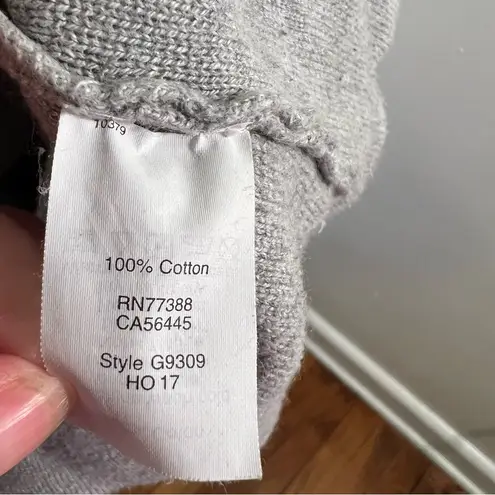 10379
100% Cotton
RN77388
CA56445
Style G9309
HO 17